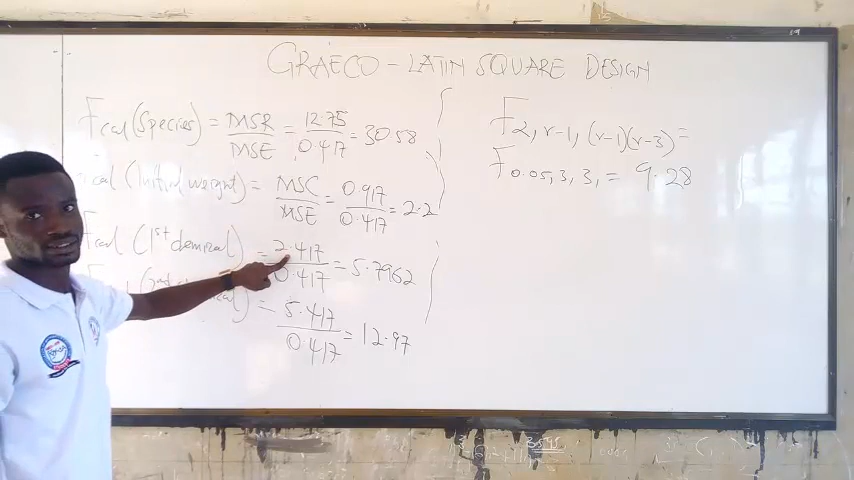 GRAECO - LATIN SQUARE DESIGN
Fcal (Species) = MSR/MSE = 12.75/0.417 = 30.58
Fcal (Initial weight) = MSC/MSE = 0.917/0.417 = 2.2
Fcal (1st chemical) = 2.417/0.417 = 5.7962
= 5.417/0.417 = 12.97
F2, r-1, (r-1)(r-3) =
F0.05, 3, 3, = 9.28